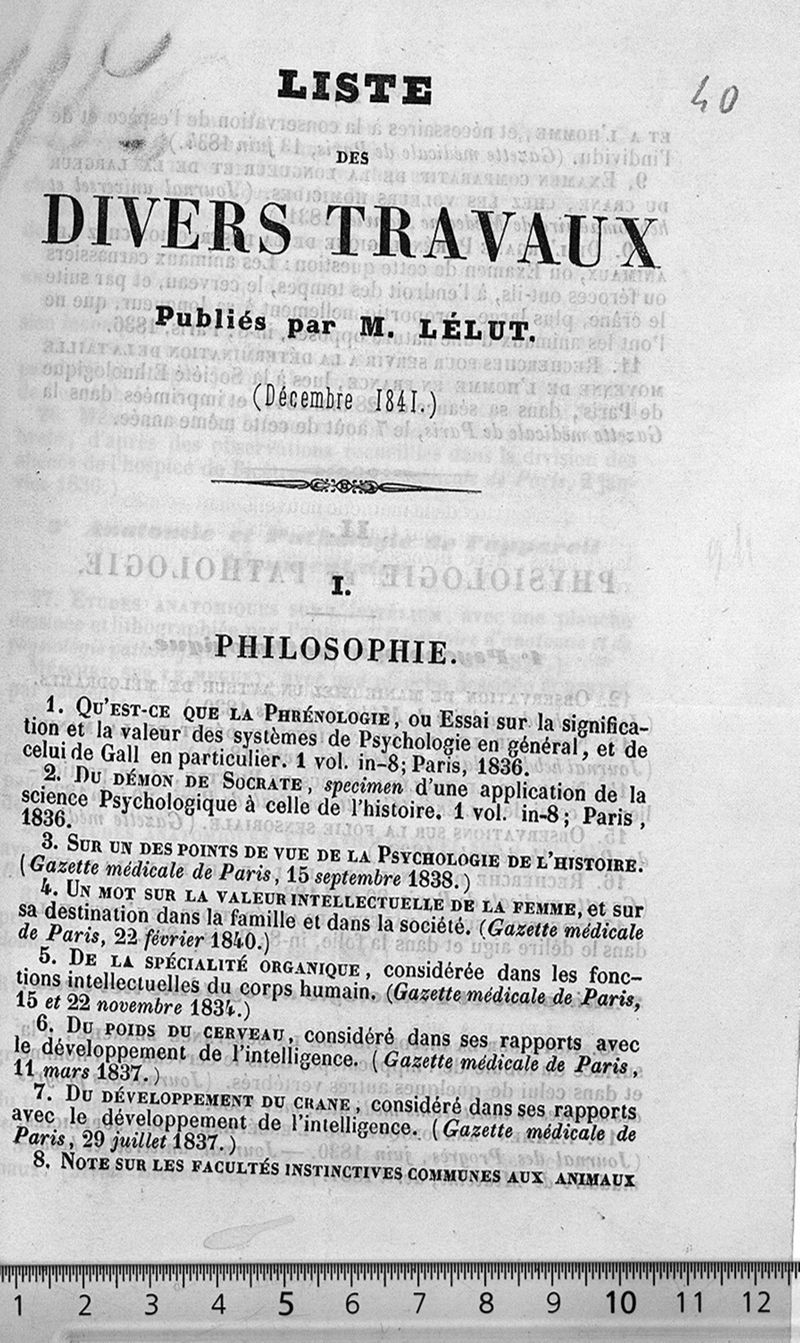 40
LISTE
DES
DIVERS TRAVAUX
Publiés par M. LÉLUT.
(Décembre 1841.)
I.
PHILOSOPHIE.
1. QU'EST-CE QUE LA PHRÉNOLOGIE, ou Essai sur la significa-
tion et la valeur des systèmes de Psychologie en général, et de
celui de Gall en particulier. 1 vol. in-8; Paris, 1836.
2. DU DÉMON DE SOCRATE, specimen d'une application de la
science Psychologique à celle de l'histoire. 1 vol. in-8; Paris,
1836.
3. SUR UN DES POINTS DE VUE DE LA PSYCHOLOGIE DE L'HISTOIRE.
(Gazette médicale de Paris, 15 septembre 1838.)
4. UN MOT SUR LA VALEUR INTELLECTUELLE DE LA FEMME, et sur
sa destination dans la famille et dans la société. (Gazette médicale
de Paris, 22 février 1840.)
5. DE LA SPÉCIALITÉ ORGANIQUE, considérée dans les fonc-
tions intellectuelles du corps humain. (Gazette médicale de Paris,
15 et 22 novembre 1834.)
6. DU POIDS DU CERVEAU, considéré dans ses rapports avec
le développement de l'intelligence. (Gazette médicale de Paris,
11 mars 1837.)
7. DU DÉVELOPPEMENT DU CRANE, considéré dans ses rapports
avec le développement de l'intelligence. (Gazette médicale de
Paris, 29 juillet 1837.)
8. NOTE SUR LES FACULTÉS INSTINCTIVES COMMUNES AUX ANIMAUX
1 2 3 4 5 6 7 8 9 10 11 12